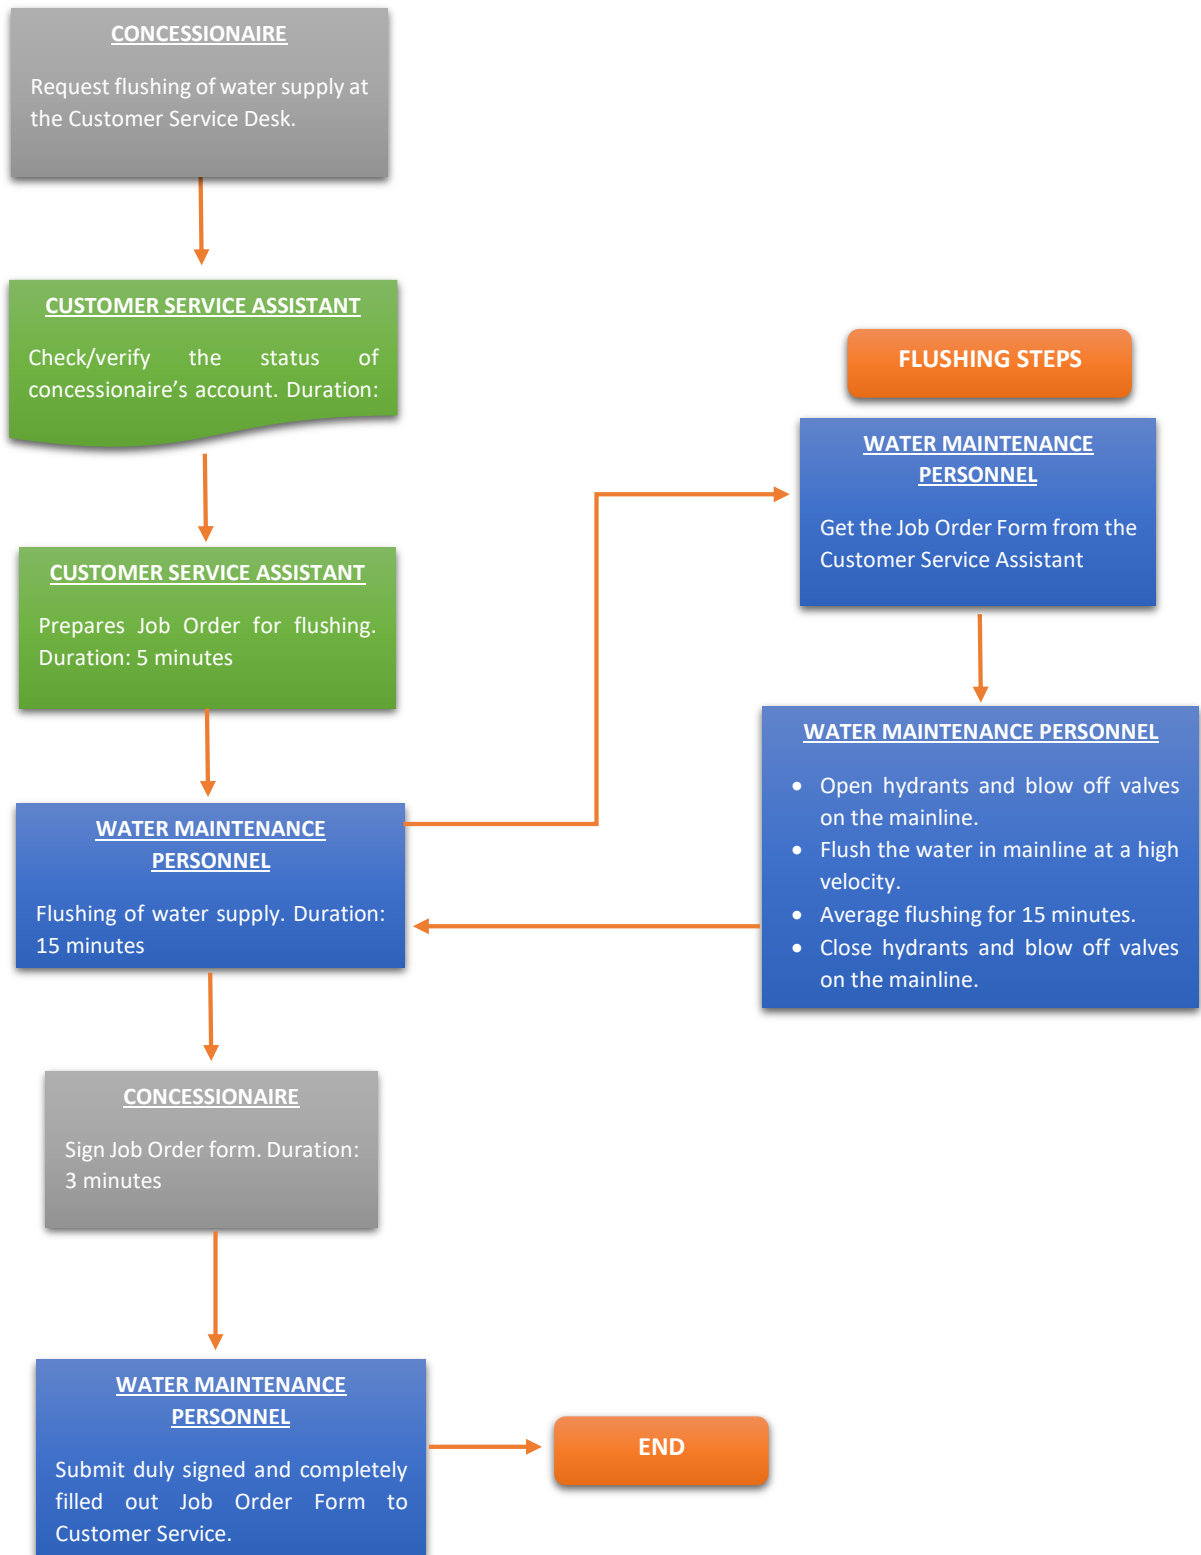 CONCESSIONAIRE
Request flushing of water supply at
the Customer Service Desk.
CUSTOMER SERVICE ASSISTANT
Check/verify the status of
concessionaire’s account. Duration:
CUSTOMER SERVICE ASSISTANT
Prepares Job Order for flushing.
Duration: 5 minutes
WATER MAINTENANCE
PERSONNEL
Flushing of water supply. Duration:
15 minutes
FLUSHING STEPS
WATER MAINTENANCE
PERSONNEL
Get the Job Order Form from the
Customer Service Assistant
WATER MAINTENANCE PERSONNEL
• Open hydrants and blow off valves
on the mainline.
• Flush the water in mainline at a high
velocity.
• Average flushing for 15 minutes.
• Close hydrants and blow off valves
on the mainline.
CONCESSIONAIRE
Sign Job Order form. Duration:
3 minutes
WATER MAINTENANCE
PERSONNEL
Submit duly signed and completely
filled out Job Order Form to
Customer Service.
END